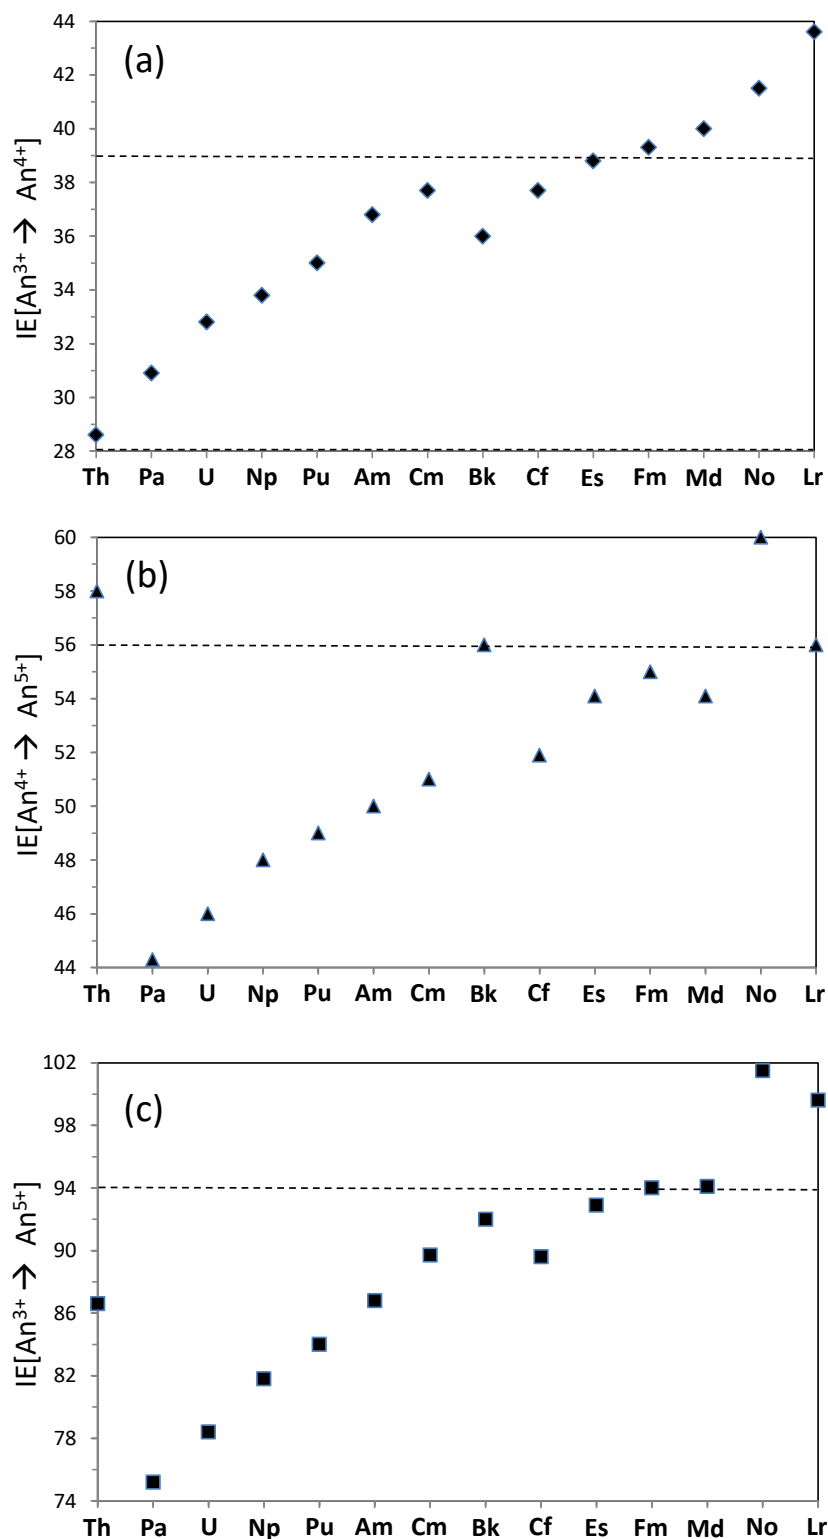 (a)
IE[An³⁺ → An⁴⁺]
44
42
40
38
36
34
32
30
28
Th Pa U Np Pu Am Cm Bk Cf Es Fm Md No Lr
(b)
IE[An⁴⁺ → An⁵⁺]
60
58
56
54
52
50
48
46
44
Th Pa U Np Pu Am Cm Bk Cf Es Fm Md No Lr
(c)
IE[An³⁺ → An⁵⁺]
102
98
94
90
86
82
78
74
Th Pa U Np Pu Am Cm Bk Cf Es Fm Md No Lr